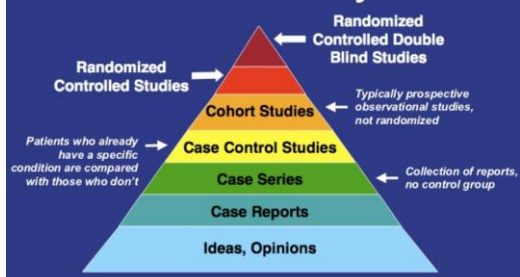 Randomized
Controlled Double
Blind Studies
Randomized
Controlled Studies
Cohort Studies
Typically prospective
observational studies,
not randomized
Patients who already
have a specific
condition are compared
with those who don't
Case Control Studies
Case Series
Collection of reports,
no control group
Case Reports
Ideas, Opinions